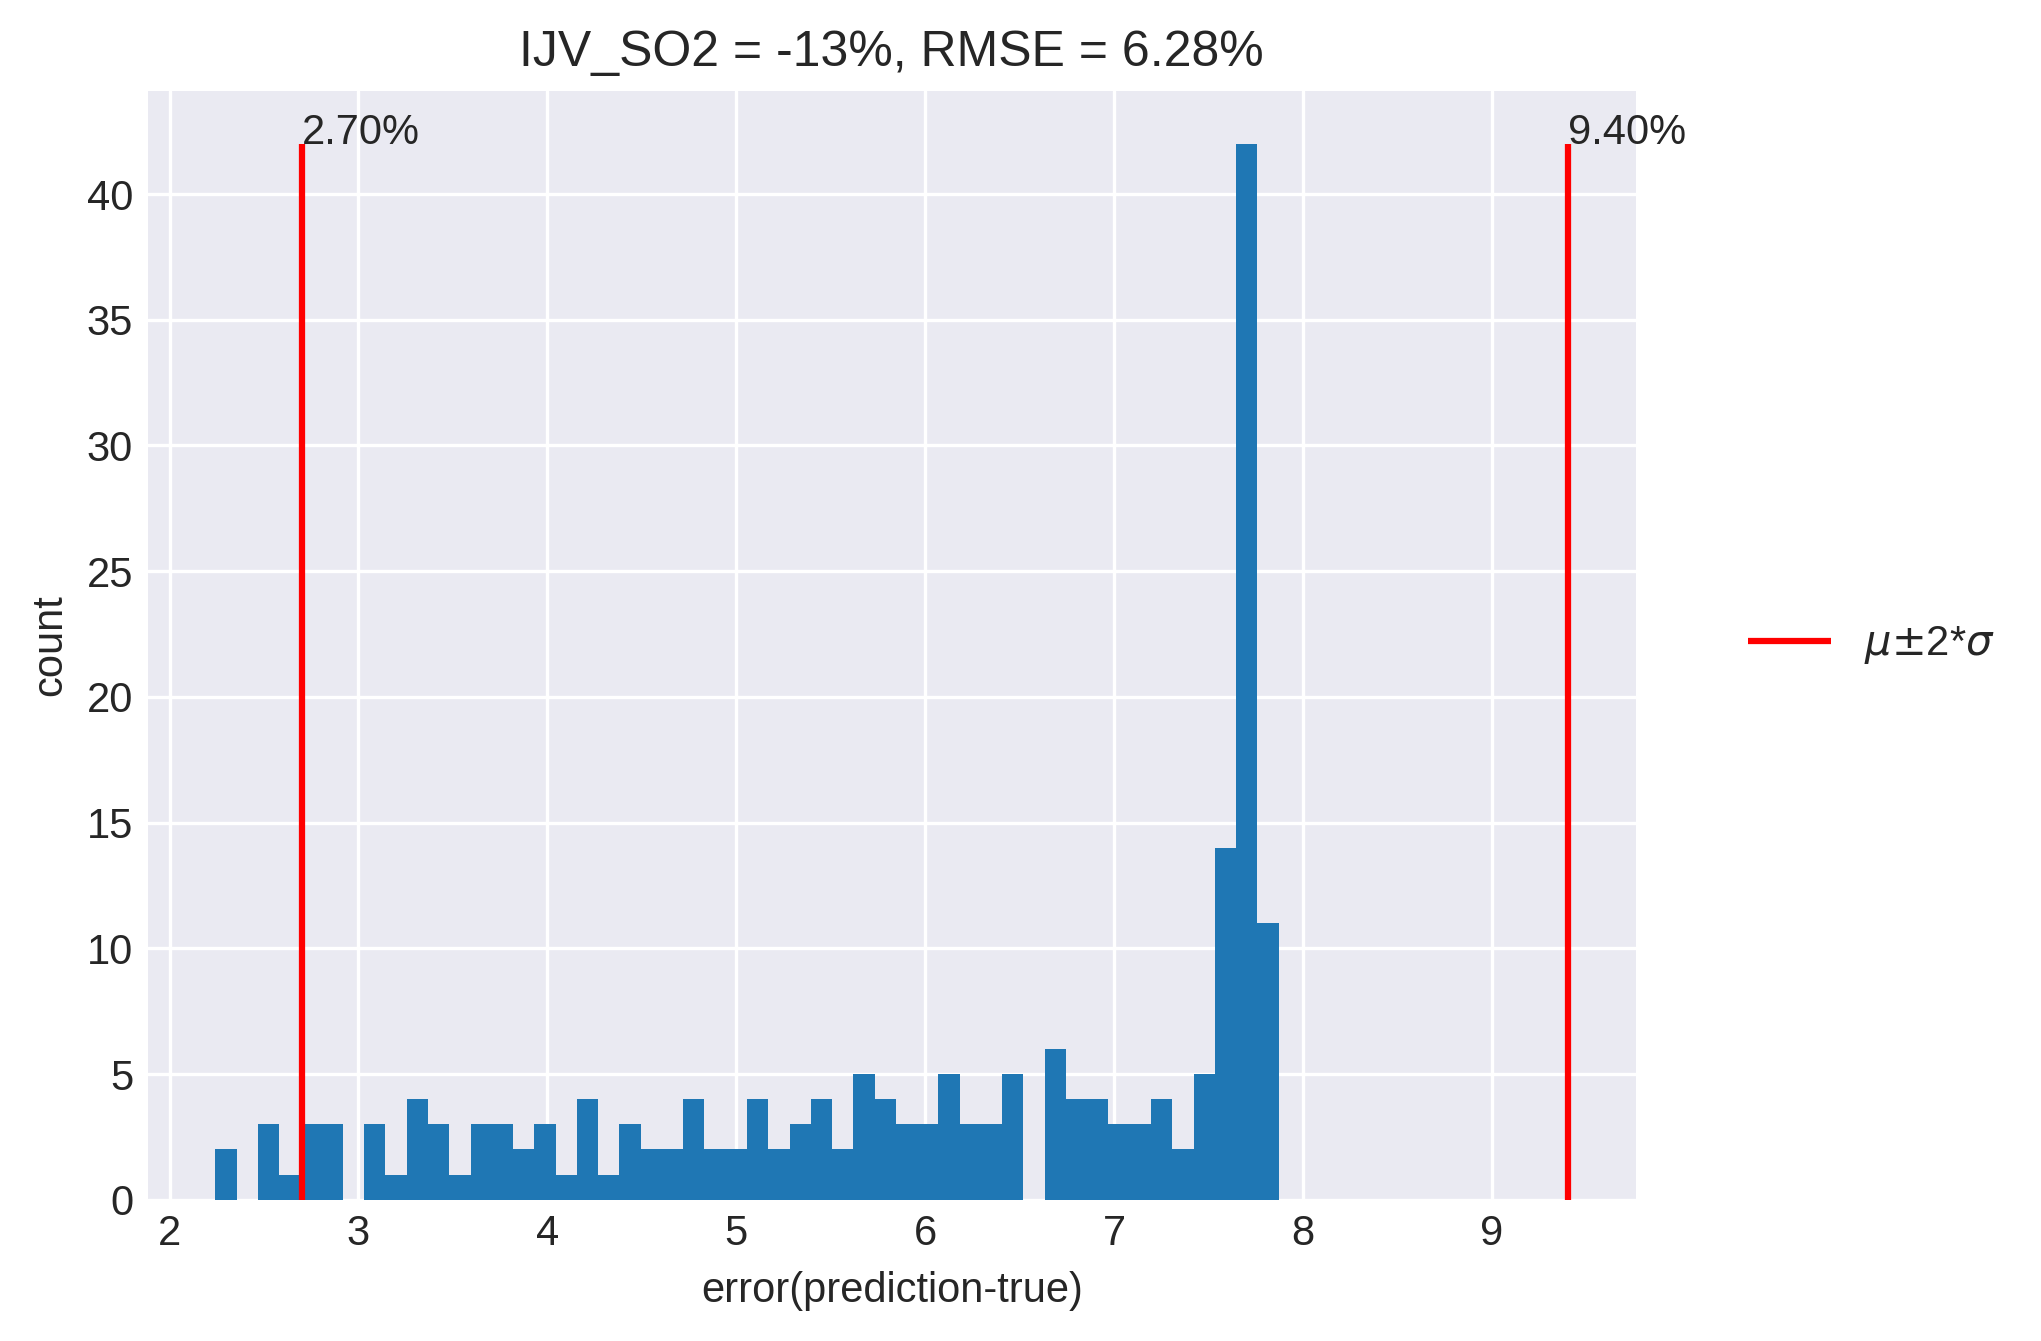 IJV_SO2 = -13%, RMSE = 6.28%
2.70%
9.40%
40
35
30
25
20
15
10
5
0
count
2 3 4 5 6 7 8 9
error(prediction-true)
μ±2*σ